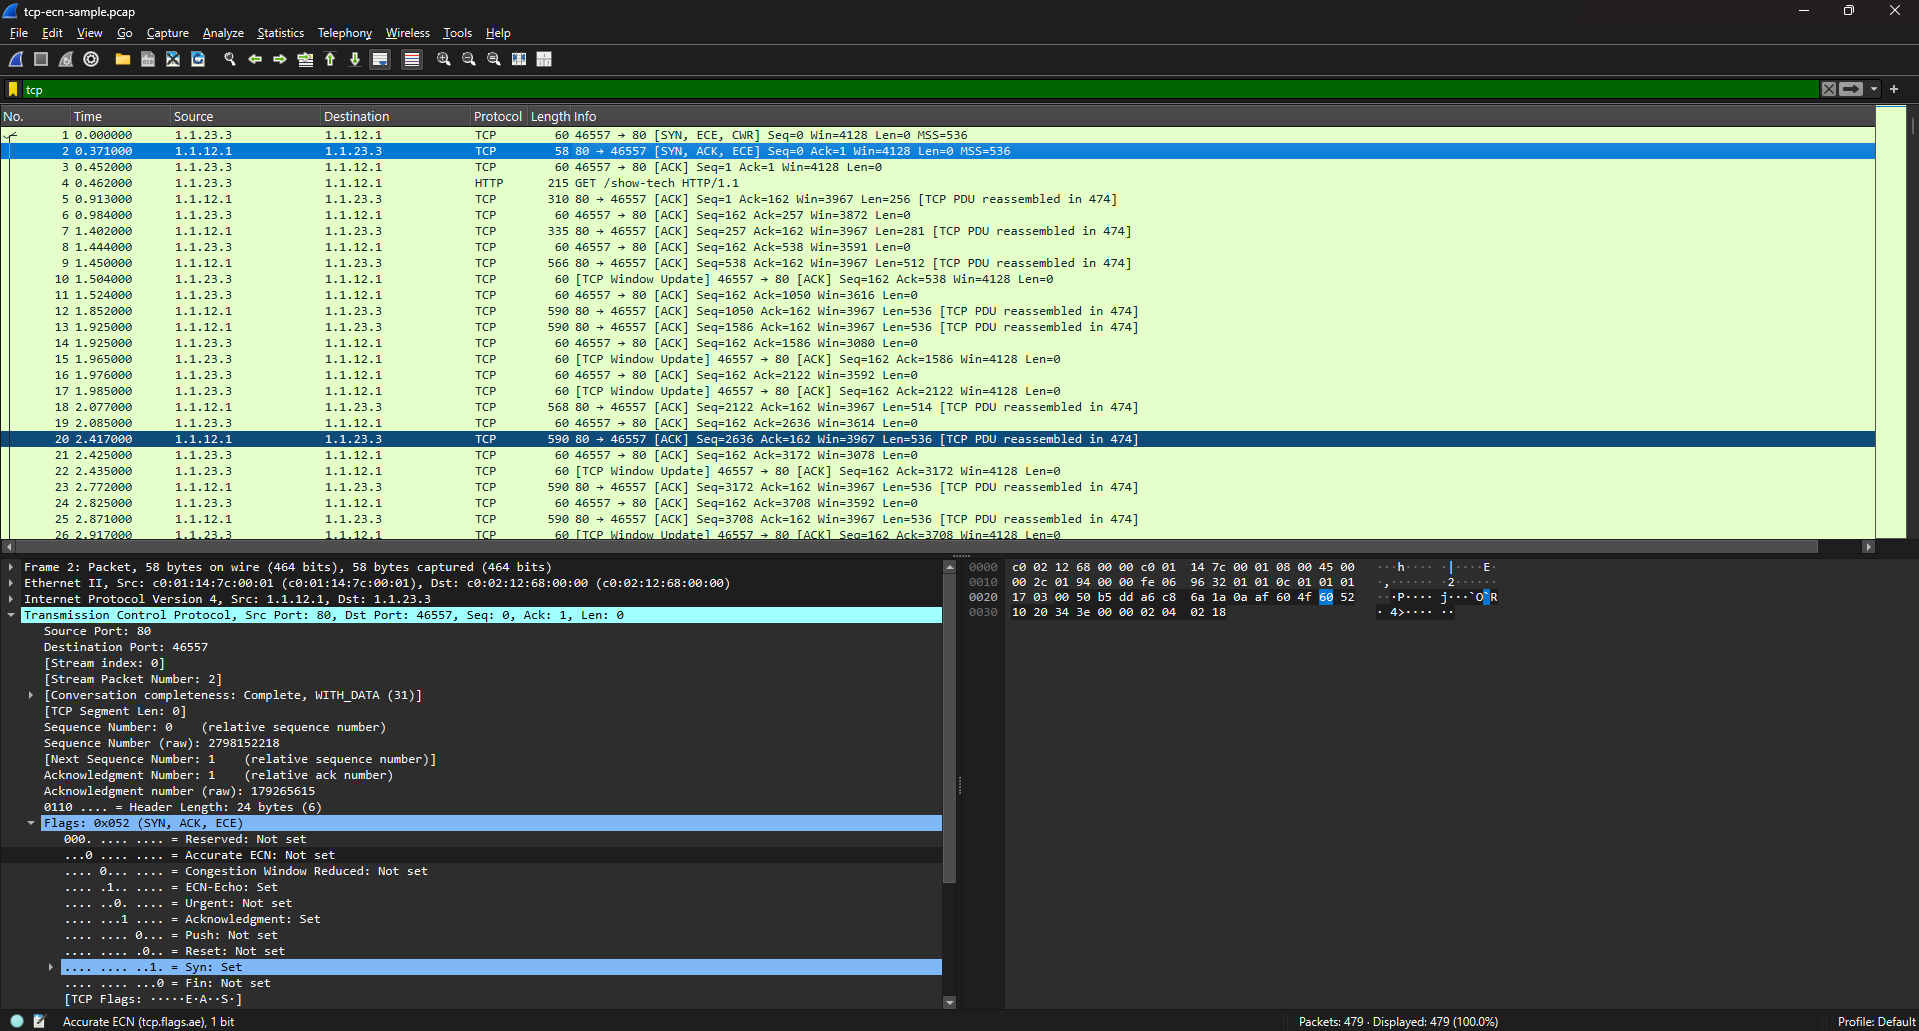 tcp-ecn-sample.pcap
File Edit View Go Capture Analyze Statistics Telephony Wireless Tools Help
tcp
No. Time Source Destination Protocol Length Info
1 0.000000 1.1.23.3 1.1.12.1 TCP 60 46557 → 80 [SYN, ECE, CWR] Seq=0 Win=4128 Len=0 MSS=536
2 0.371000 1.1.12.1 1.1.23.3 TCP 58 80 → 46557 [SYN, ACK, ECE] Seq=0 Ack=1 Win=4128 Len=0 MSS=536
3 0.452000 1.1.23.3 1.1.12.1 TCP 60 46557 → 80 [ACK] Seq=1 Ack=1 Win=4128 Len=0
4 0.462000 1.1.23.3 1.1.12.1 HTTP 215 GET /show-tech HTTP/1.1
5 0.913000 1.1.12.1 1.1.23.3 TCP 310 80 → 46557 [ACK] Seq=1 Ack=162 Win=3967 Len=256 [TCP PDU reassembled in 474]
6 0.984000 1.1.23.3 1.1.12.1 TCP 60 46557 → 80 [ACK] Seq=162 Ack=257 Win=3872 Len=0
7 1.402000 1.1.12.1 1.1.23.3 TCP 335 80 → 46557 [ACK] Seq=257 Ack=162 Win=3967 Len=281 [TCP PDU reassembled in 474]
8 1.444000 1.1.23.3 1.1.12.1 TCP 60 46557 → 80 [ACK] Seq=162 Ack=538 Win=3591 Len=0
9 1.450000 1.1.12.1 1.1.23.3 TCP 566 80 → 46557 [ACK] Seq=538 Ack=162 Win=3967 Len=512 [TCP PDU reassembled in 474]
10 1.504000 1.1.23.3 1.1.12.1 TCP 60 [TCP Window Update] 46557 → 80 [ACK] Seq=162 Ack=538 Win=4128 Len=0
11 1.524000 1.1.23.3 1.1.12.1 TCP 60 46557 → 80 [ACK] Seq=162 Ack=1050 Win=3616 Len=0
12 1.852000 1.1.12.1 1.1.23.3 TCP 590 80 → 46557 [ACK] Seq=1050 Ack=162 Win=3967 Len=536 [TCP PDU reassembled in 474]
13 1.925000 1.1.12.1 1.1.23.3 TCP 590 80 → 46557 [ACK] Seq=1586 Ack=162 Win=3967 Len=536 [TCP PDU reassembled in 474]
14 1.925000 1.1.23.3 1.1.12.1 TCP 60 46557 → 80 [ACK] Seq=162 Ack=1586 Win=3080 Len=0
15 1.965000 1.1.23.3 1.1.12.1 TCP 60 [TCP Window Update] 46557 → 80 [ACK] Seq=162 Ack=1586 Win=4128 Len=0
16 1.976000 1.1.23.3 1.1.12.1 TCP 60 46557 → 80 [ACK] Seq=162 Ack=2122 Win=3592 Len=0
17 1.985000 1.1.23.3 1.1.12.1 TCP 60 [TCP Window Update] 46557 → 80 [ACK] Seq=162 Ack=2122 Win=4128 Len=0
18 2.077000 1.1.12.1 1.1.23.3 TCP 568 80 → 46557 [ACK] Seq=2122 Ack=162 Win=3967 Len=514 [TCP PDU reassembled in 474]
19 2.085000 1.1.23.3 1.1.12.1 TCP 60 46557 → 80 [ACK] Seq=162 Ack=2636 Win=3614 Len=0
20 2.417000 1.1.12.1 1.1.23.3 TCP 590 80 → 46557 [ACK] Seq=2636 Ack=162 Win=3967 Len=536 [TCP PDU reassembled in 474]
21 2.425000 1.1.23.3 1.1.12.1 TCP 60 46557 → 80 [ACK] Seq=162 Ack=3172 Win=3078 Len=0
22 2.435000 1.1.23.3 1.1.12.1 TCP 60 [TCP Window Update] 46557 → 80 [ACK] Seq=162 Ack=3172 Win=4128 Len=0
23 2.772000 1.1.12.1 1.1.23.3 TCP 590 80 → 46557 [ACK] Seq=3172 Ack=162 Win=3967 Len=536 [TCP PDU reassembled in 474]
24 2.825000 1.1.23.3 1.1.12.1 TCP 60 46557 → 80 [ACK] Seq=162 Ack=3708 Win=3592 Len=0
25 2.871000 1.1.12.1 1.1.23.3 TCP 590 80 → 46557 [ACK] Seq=3708 Ack=162 Win=3967 Len=536 [TCP PDU reassembled in 474]
26 2.917000 1.1.23.3 1.1.12.1 TCP 60 [TCP Window Update] 46557 → 80 [ACK] Seq=162 Ack=3708 Win=4128 Len=0
Frame 2: Packet, 58 bytes on wire (464 bits), 58 bytes captured (464 bits)
Ethernet II, Src: c0:01:14:7c:00:01 (c0:01:14:7c:00:01), Dst: c0:02:12:68:00:00 (c0:02:12:68:00:00)
Internet Protocol Version 4, Src: 1.1.12.1, Dst: 1.1.23.3
Transmission Control Protocol, Src Port: 80, Dst Port: 46557, Seq: 0, Ack: 1, Len: 0
Source Port: 80
Destination Port: 46557
[Stream index: 0]
[Stream Packet Number: 2]
[Conversation completeness: Complete, WITH_DATA (31)]
[TCP Segment Len: 0]
Sequence Number: 0 (relative sequence number)
Sequence Number (raw): 2798152218
[Next Sequence Number: 1 (relative sequence number)]
Acknowledgment Number: 1 (relative ack number)
Acknowledgment number (raw): 179265615
0110 .... = Header Length: 24 bytes (6)
Flags: 0x052 (SYN, ACK, ECE)
000. .... .... = Reserved: Not set
...0 .... .... = Accurate ECN: Not set
.... 0... .... = Congestion Window Reduced: Not set
.... .1.. .... = ECN-Echo: Set
.... ..0. .... = Urgent: Not set
.... ...1 .... = Acknowledgment: Set
.... .... 0... = Push: Not set
.... .... .0.. = Reset: Not set
.... .... ..1. = Syn: Set
.... .... ...0 = Fin: Not set
[TCP Flags: ·····E·A··S·]
0000 c0 02 12 68 00 00 c0 01 14 7c 00 01 08 00 45 00 ···h···· ·|····E·
0010 00 2c 01 94 00 00 fe 06 96 32 01 01 0c 01 01 01 ·,······ ·2······
0020 17 03 00 50 b5 dd a6 c8 6a 1a 0a af 60 4f 60 52 ···P···· j···`O`R
0030 10 20 34 3e 00 00 02 04 02 18 · 4>···· ··
Accurate ECN (tcp.flags.ae), 1 bit
Packets: 479 · Displayed: 479 (100.0%)
Profile: Default